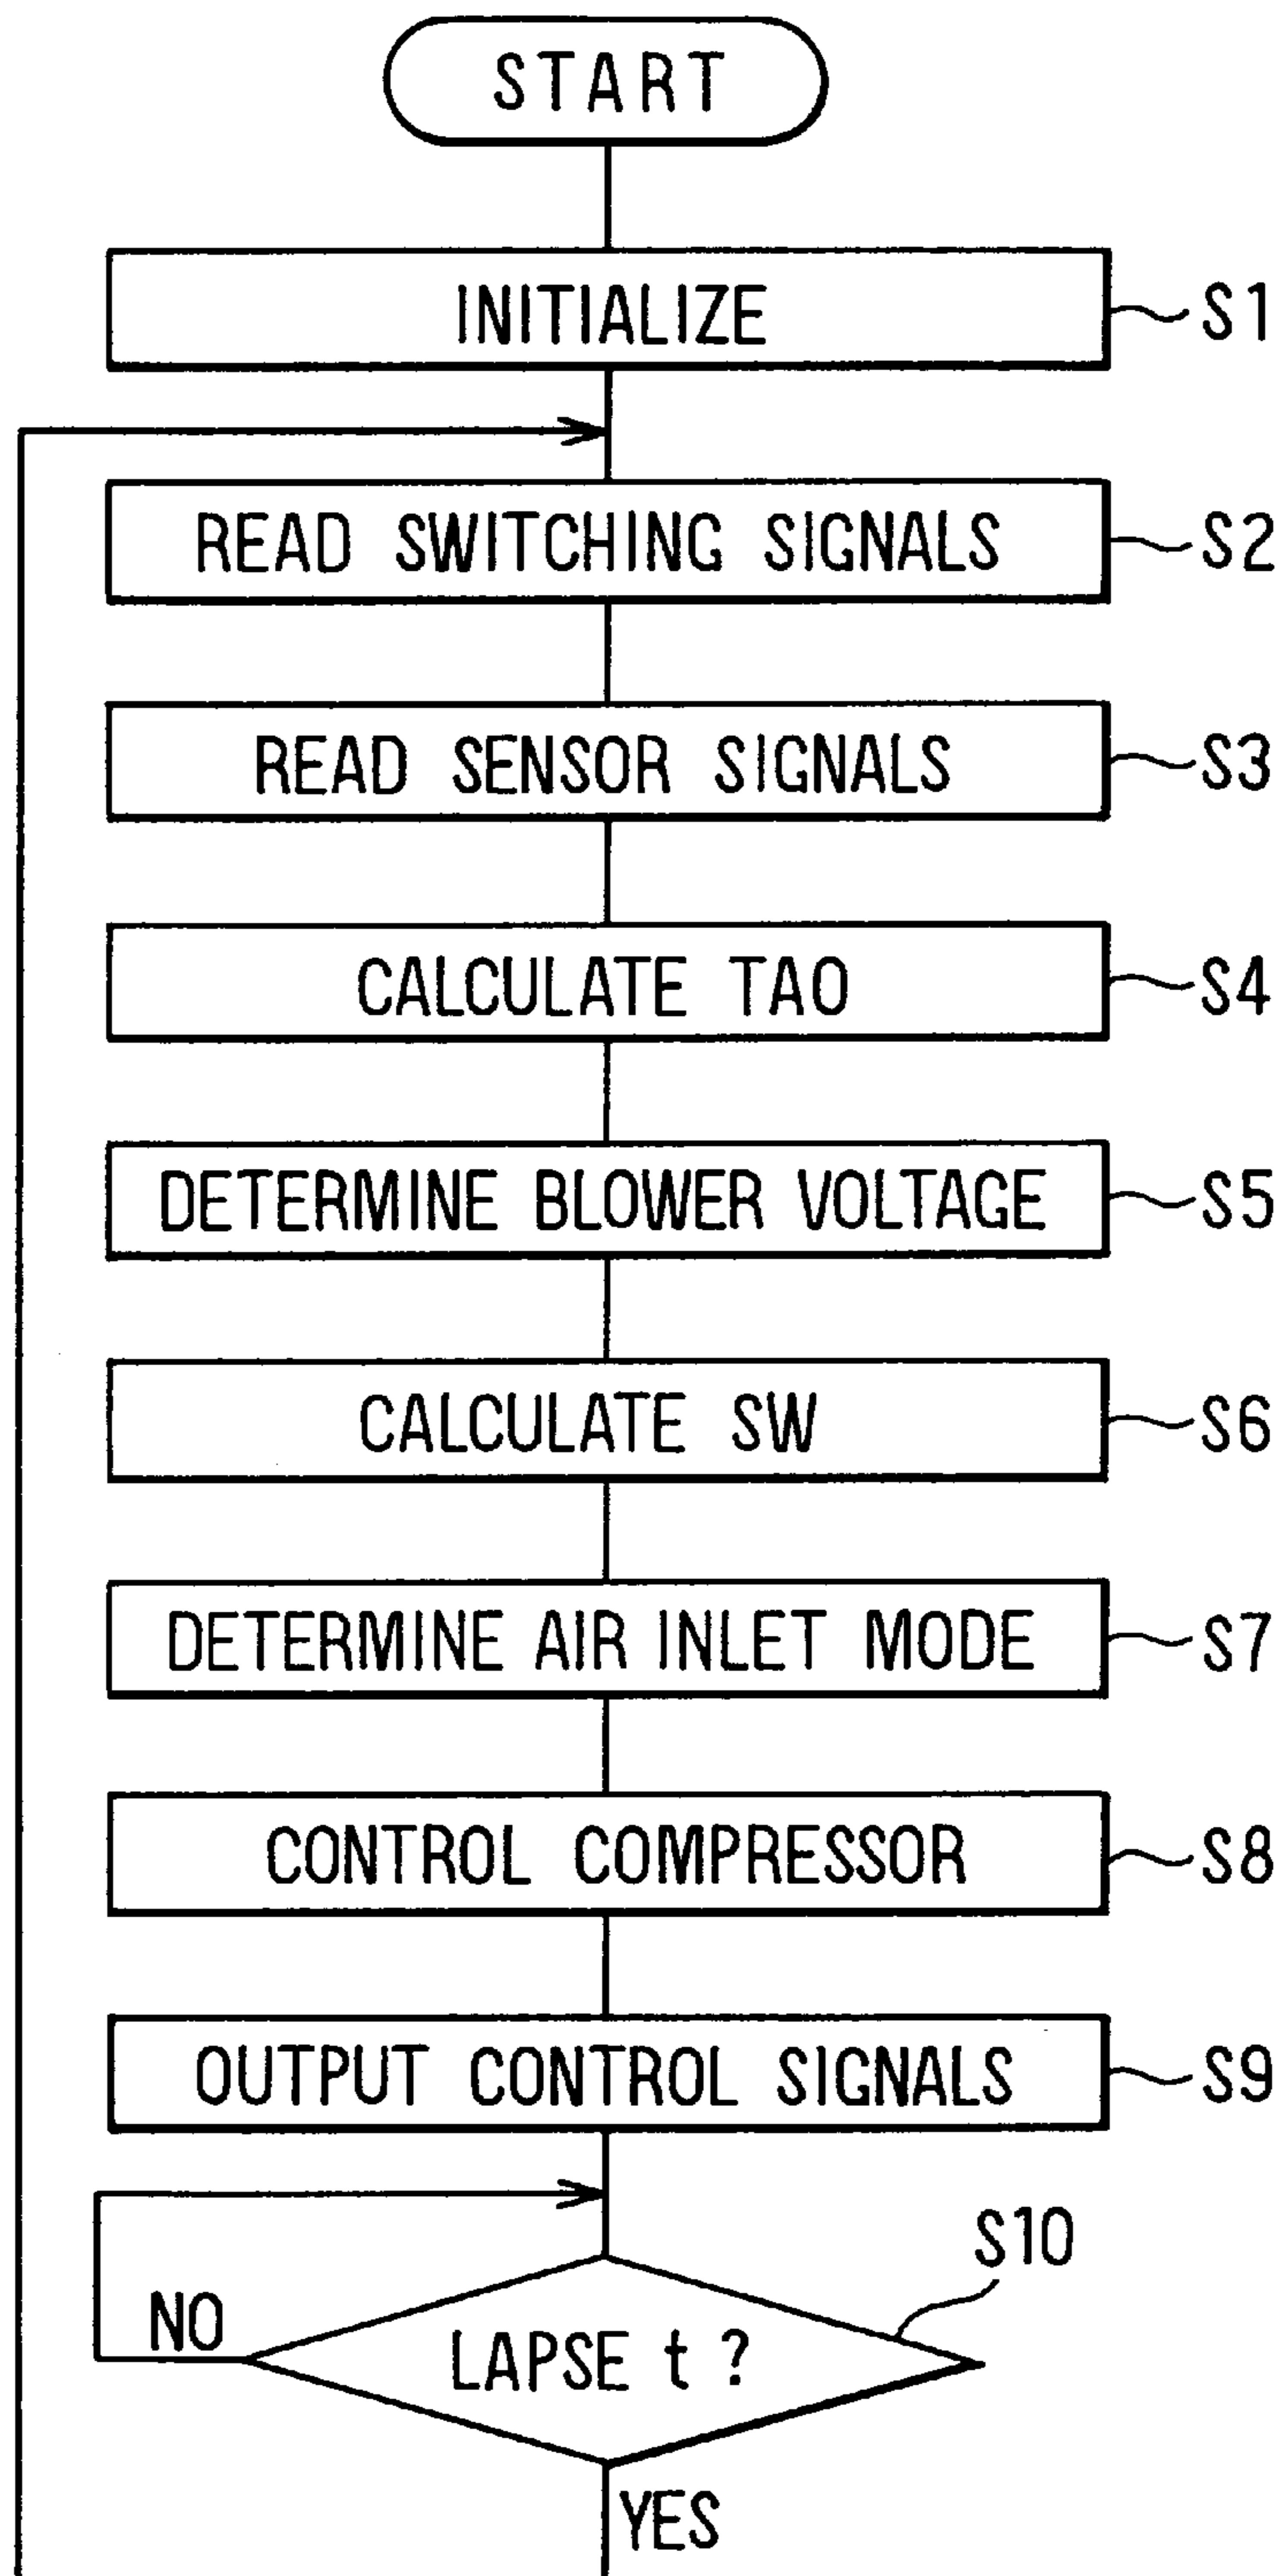 START
INITIALIZE
S1
READ SWITCHING SIGNALS
S2
READ SENSOR SIGNALS
S3
CALCULATE TAO
S4
DETERMINE BLOWER VOLTAGE
S5
CALCULATE SW
S6
DETERMINE AIR INLET MODE
S7
CONTROL COMPRESSOR
S8
OUTPUT CONTROL SIGNALS
S9
S10
NO
LAPSE t ?
YES